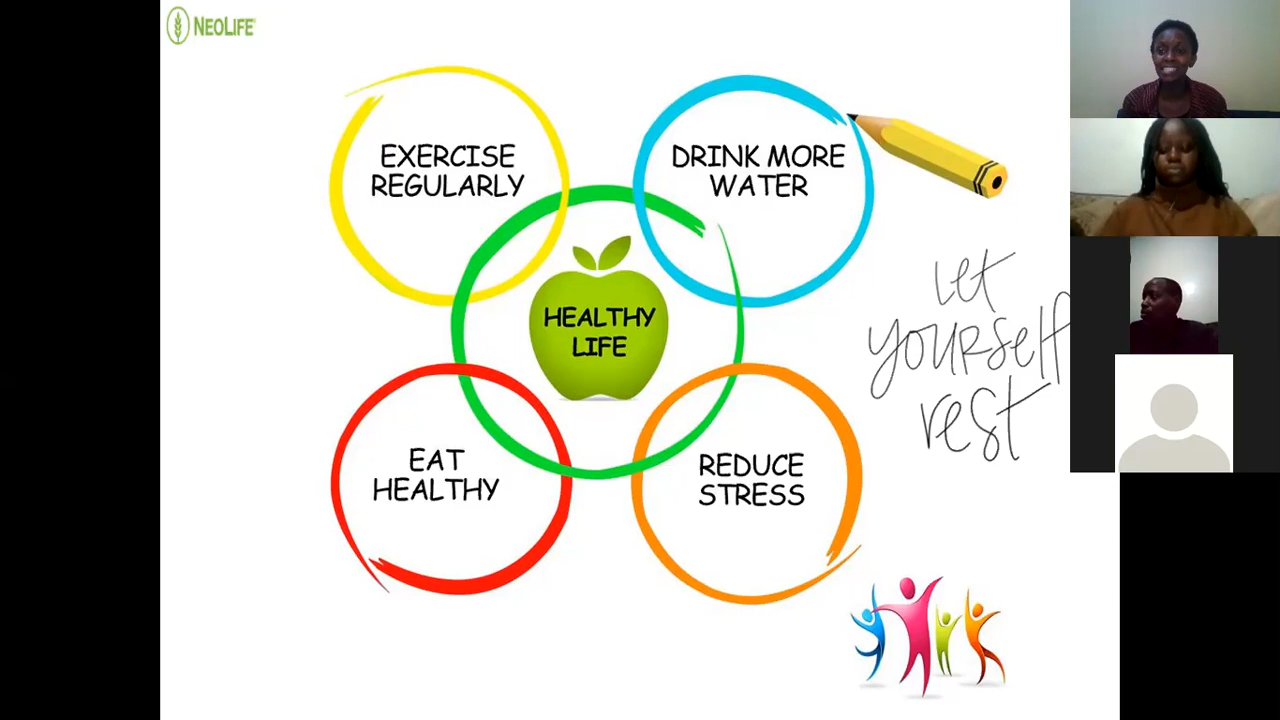 NEOLIFE
EXERCISE
REGULARLY
DRINK MORE
WATER
HEALTHY
LIFE
Let
yourself
rest
EAT
HEALTHY
REDUCE
STRESS